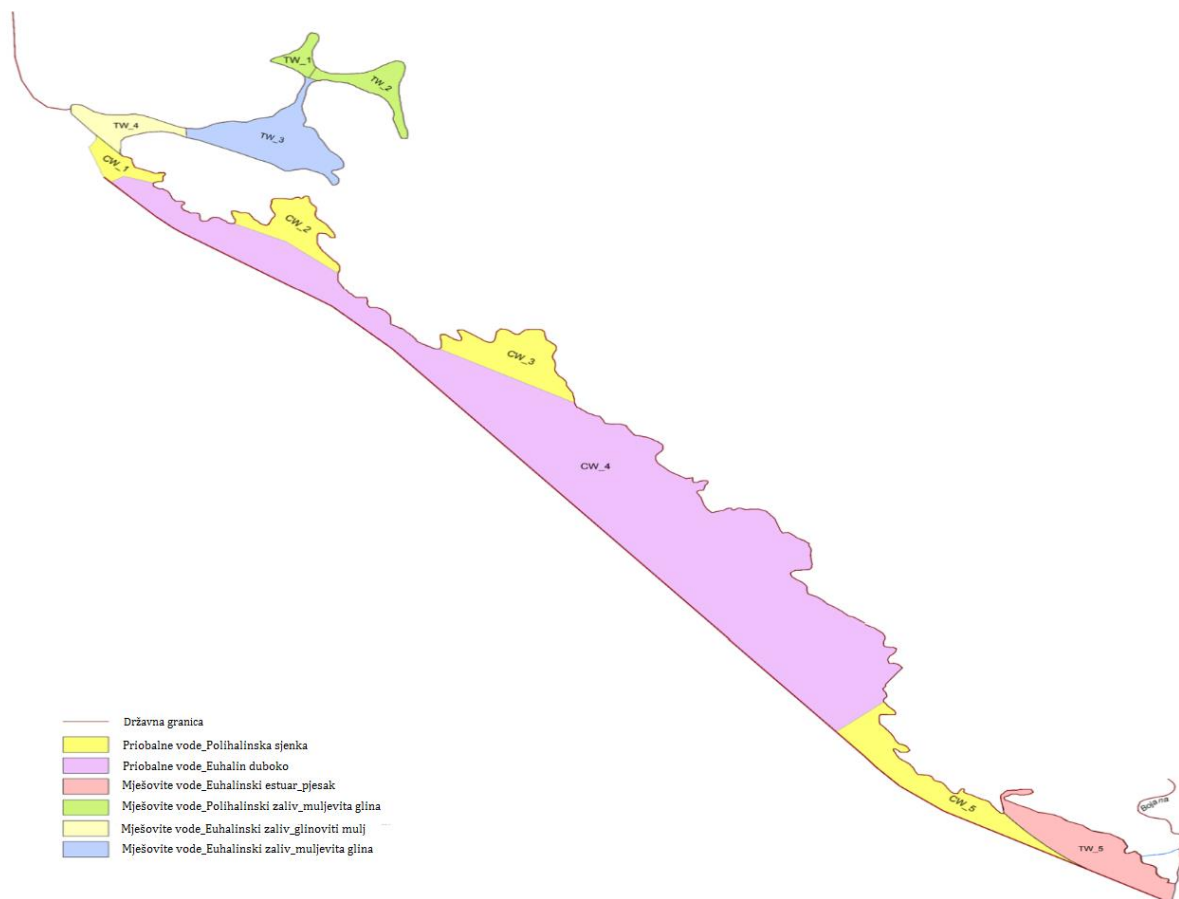 TW_1
TW_2
TW_4
TW_3
CW_1
CW_2
CW_3
CW_4
CW_5
TW_5
Bojana
Državna granica
Priobalne vode_Polihalinska sjenka
Priobalne vode_Euhalin duboko
Mješovite vode_Euhalinski estuar_pjesak
Mješovite vode_Polihalinski zaliv_muljevita glina
Mješovite vode_Euhalinski zaliv_glinoviti mulj
Mješovite vode_Euhalinski zaliv_muljevita glina